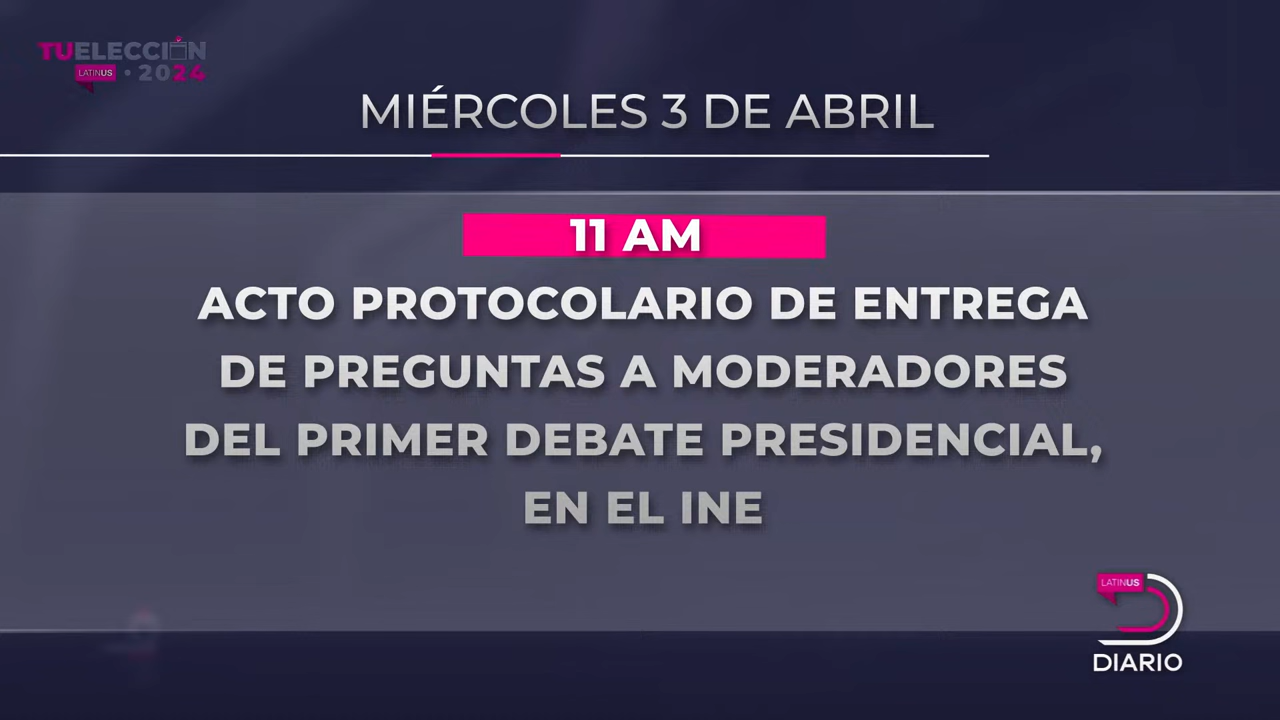 TUELECCIÓN
LATINUS • 2024
MIÉRCOLES 3 DE ABRIL
11 AM
ACTO PROTOCOLARIO DE ENTREGA
DE PREGUNTAS A MODERADORES
DEL PRIMER DEBATE PRESIDENCIAL,
EN EL INE
LATINUS
DIARIO